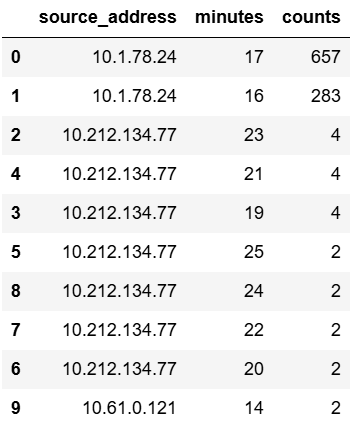 source_address minutes counts
0 10.1.78.24 17 657
1 10.1.78.24 16 283
2 10.212.134.77 23 4
4 10.212.134.77 21 4
3 10.212.134.77 19 4
5 10.212.134.77 25 2
8 10.212.134.77 24 2
7 10.212.134.77 22 2
6 10.212.134.77 20 2
9 10.61.0.121 14 2